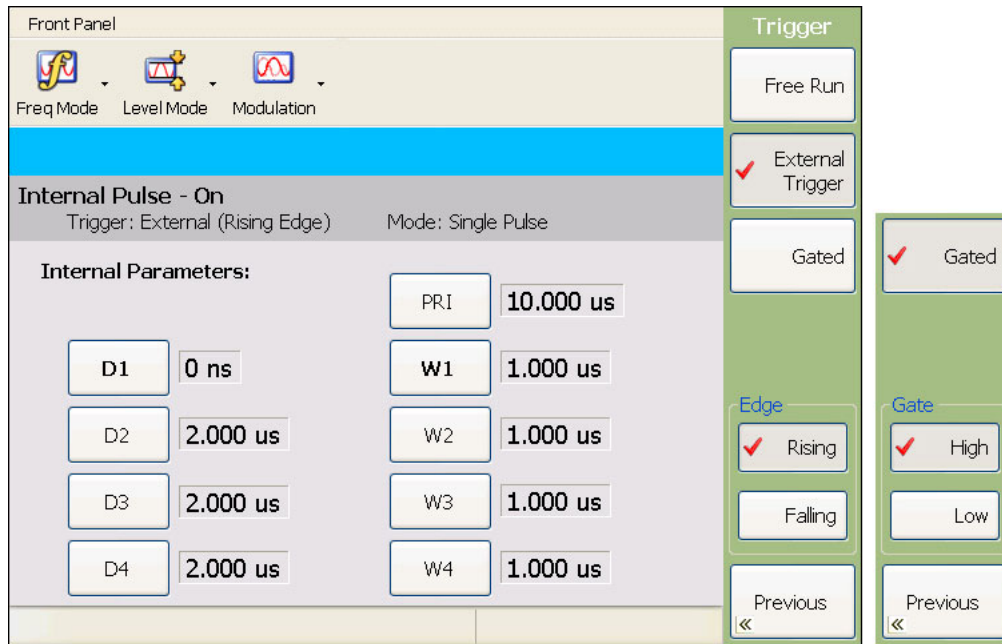 Front Panel
Freq Mode Level Mode Modulation
Internal Pulse - On
Trigger: External (Rising Edge) Mode: Single Pulse
Internal Parameters:
PRI 10.000 us
D1 0 ns W1 1.000 us
D2 2.000 us W2 1.000 us
D3 2.000 us W3 1.000 us
D4 2.000 us W4 1.000 us
Trigger
Free Run
External
Trigger
Gated
Edge
Rising
Falling
Previous
Gated
Gate
High
Low
Previous